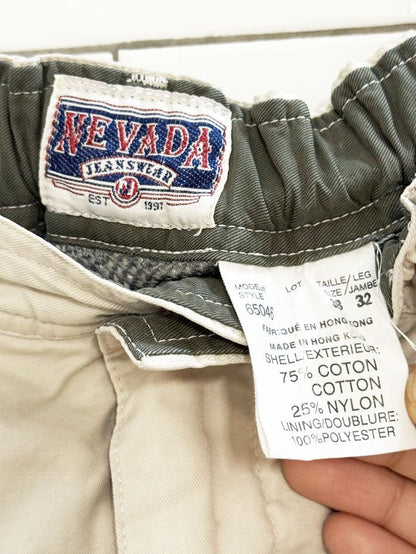 NEVADA
JEANSWEAR
EST 1991
MODEL
STYLE LOT TAILLE/LEG
SIZE/JAMBE
32
FABRIQUÉ EN HONG KONG
MADE IN HONG KONG
SHELL/EXTERIEUR:
75% COTON
COTTON
25% NYLON
LINING/DOUBLURE:
100% POLYESTER